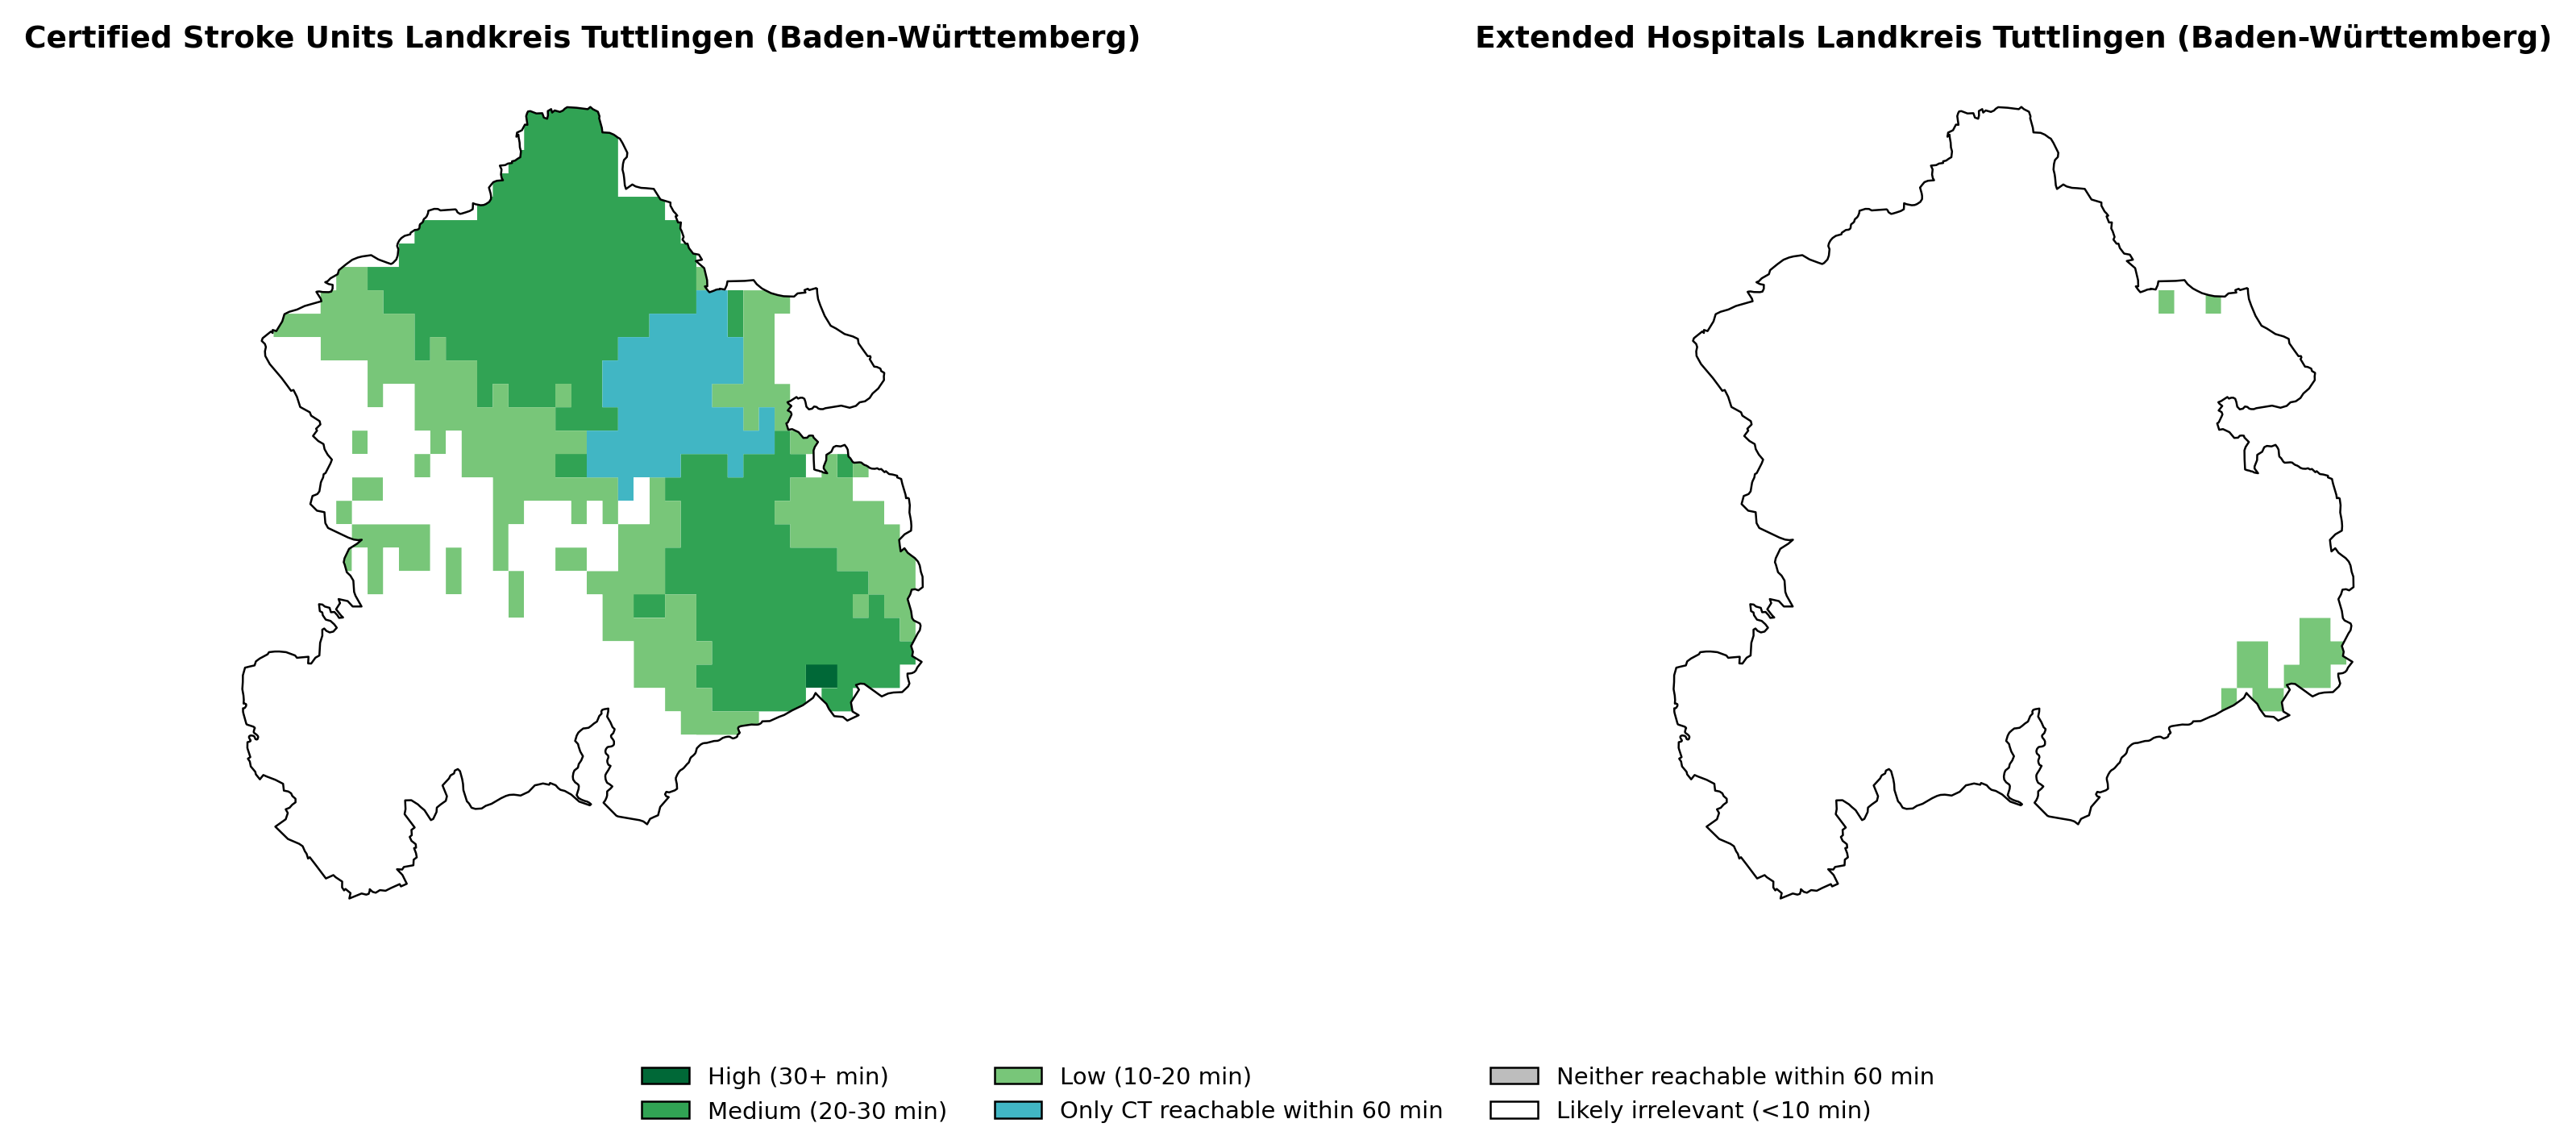 Certified Stroke Units Landkreis Tuttlingen (Baden-Württemberg)
Extended Hospitals Landkreis Tuttlingen (Baden-Württemberg)
High (30+ min)
Medium (20-30 min)
Low (10-20 min)
Only CT reachable within 60 min
Neither reachable within 60 min
Likely irrelevant (<10 min)